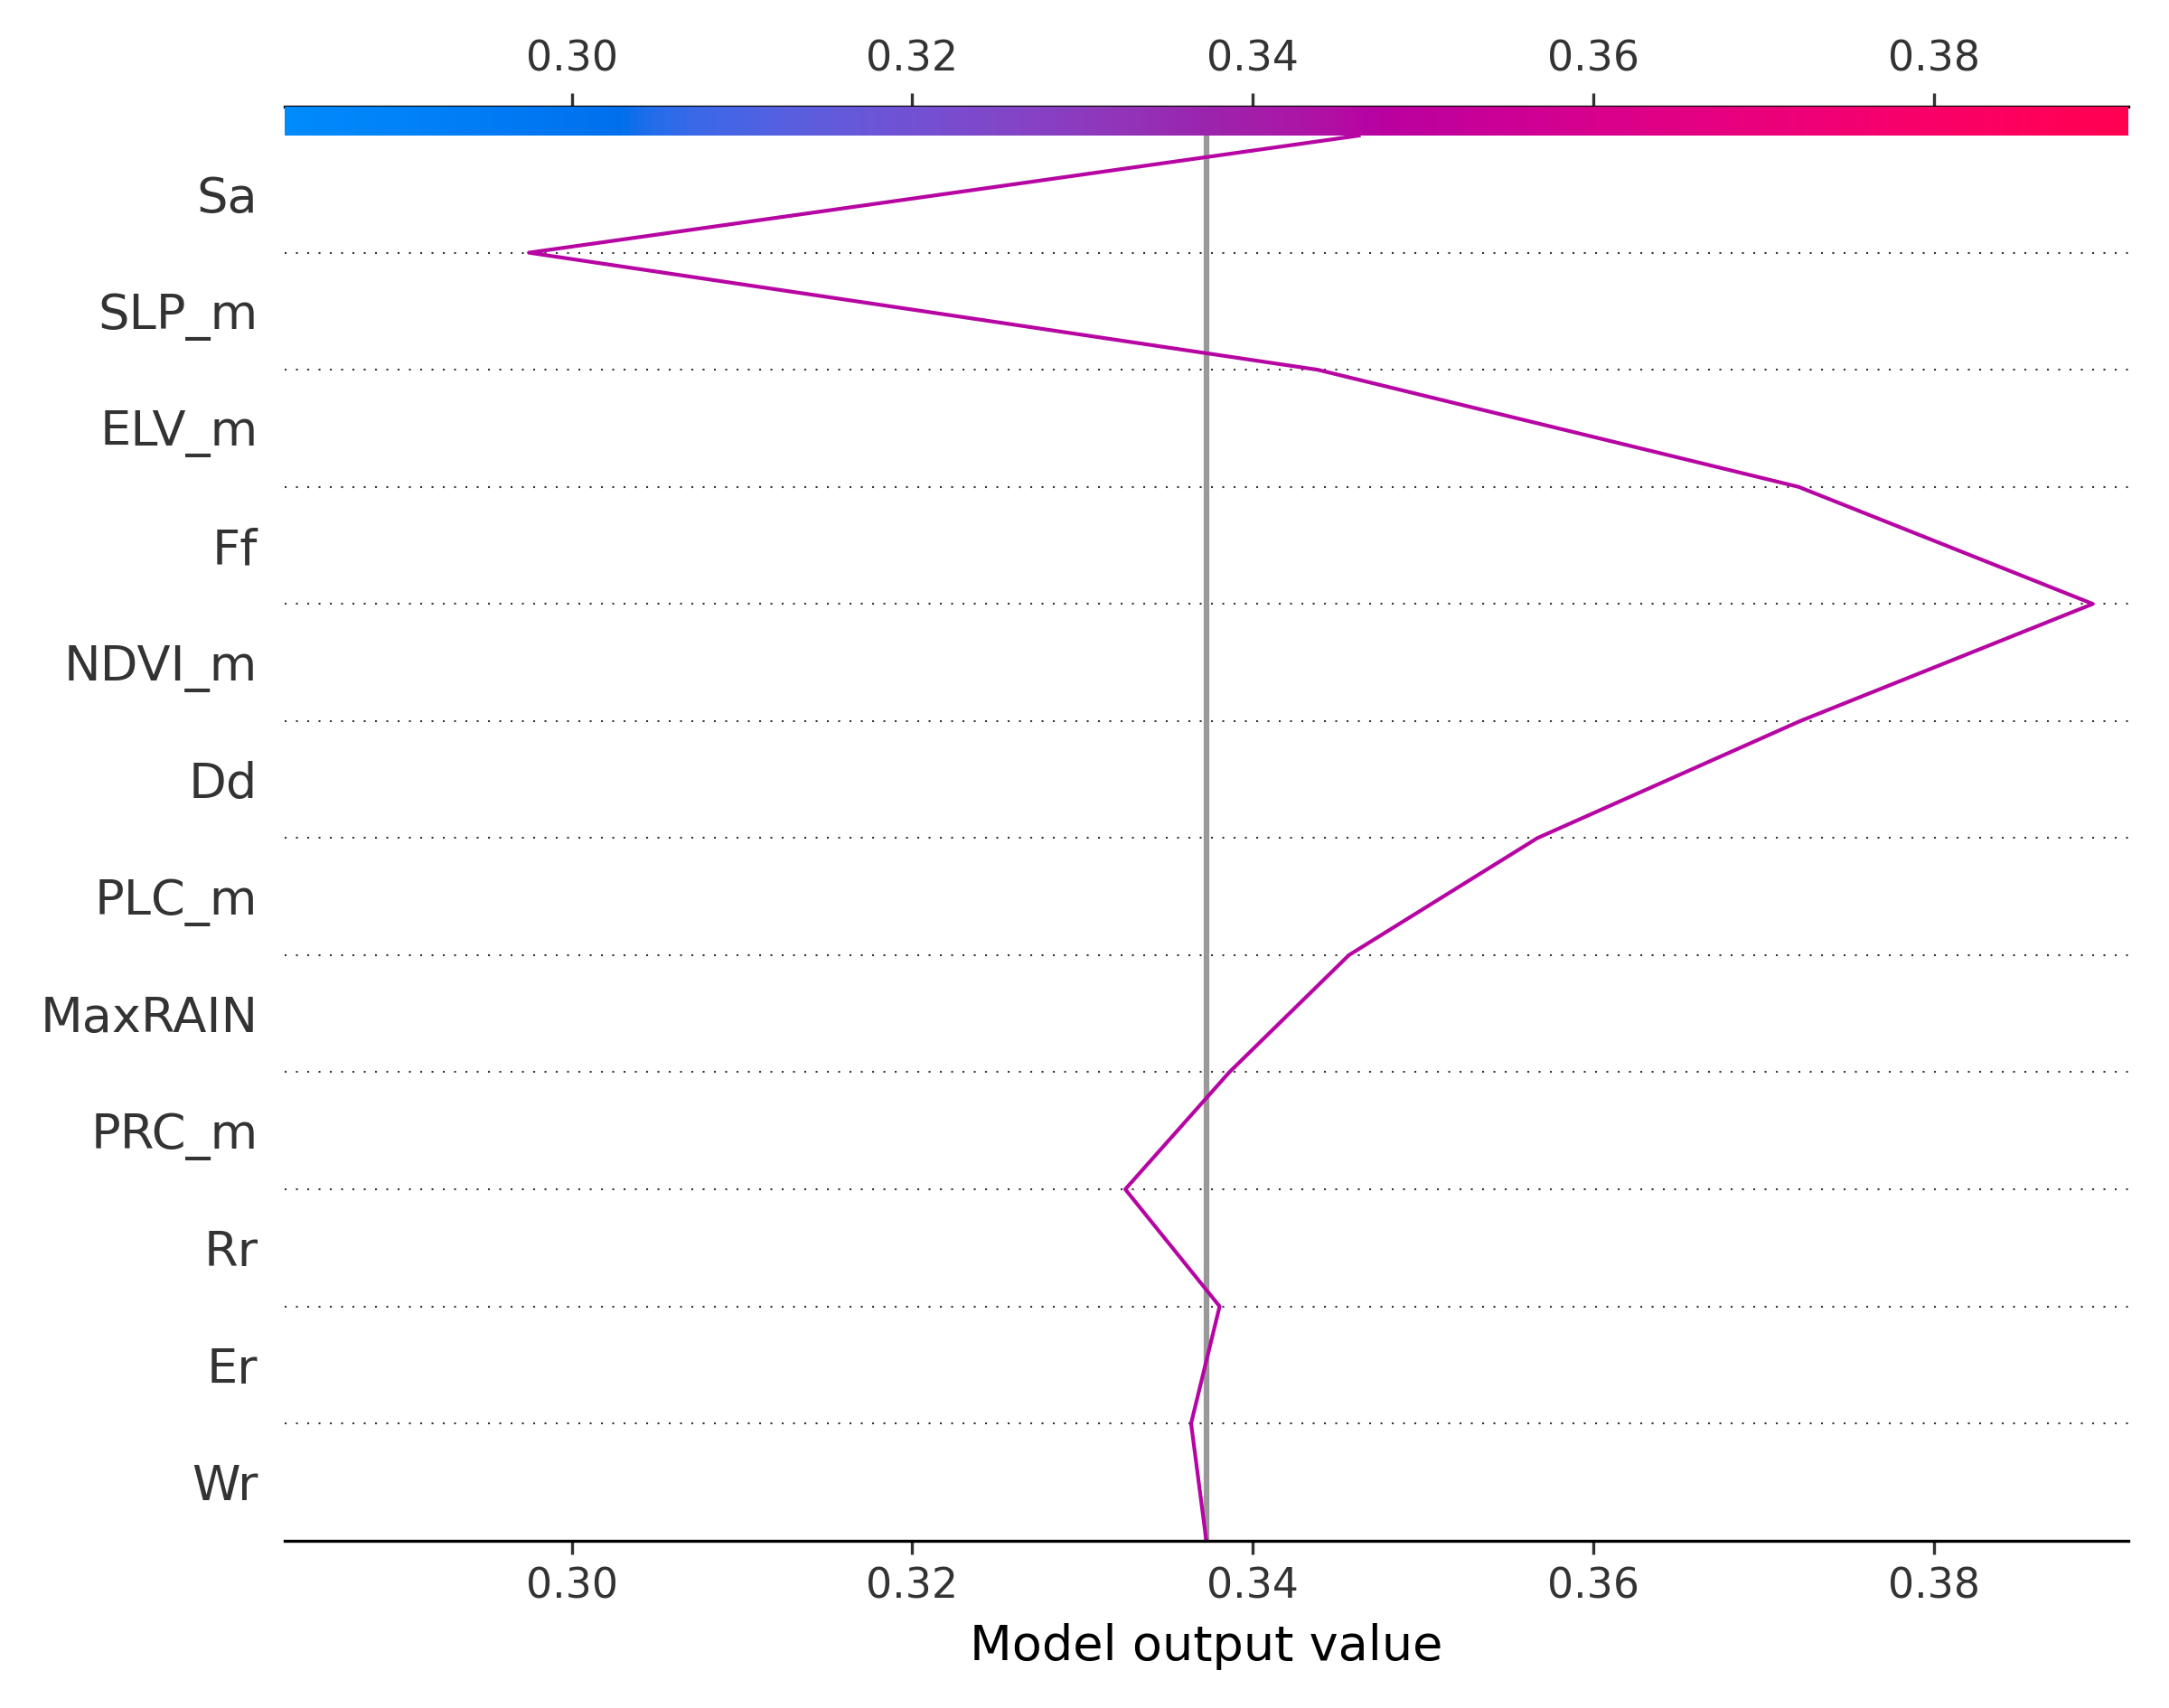 0.30 0.32 0.34 0.36 0.38
Sa
SLP_m
ELV_m
Ff
NDVI_m
Dd
PLC_m
MaxRAIN
PRC_m
Rr
Er
Wr
0.30 0.32 0.34 0.36 0.38
Model output value